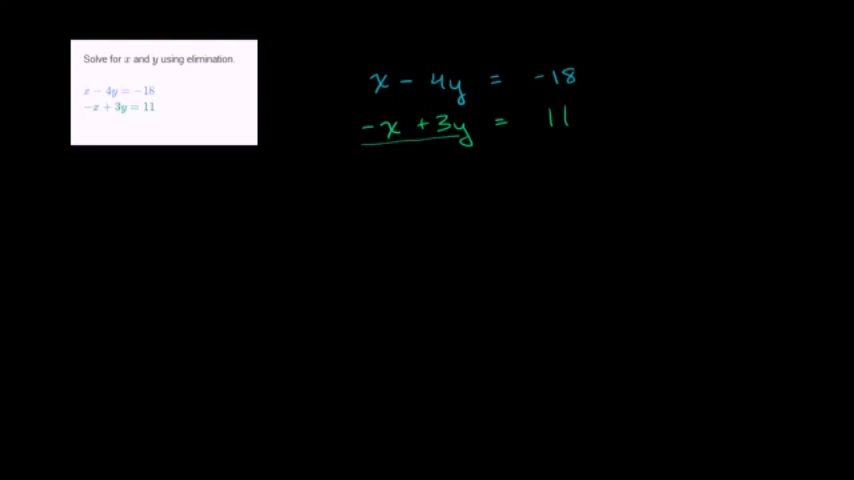 Solve for x and y using elimination.
x − 4y = −18
−x + 3y = 11
x - 4y = -18
-x + 3y = 11